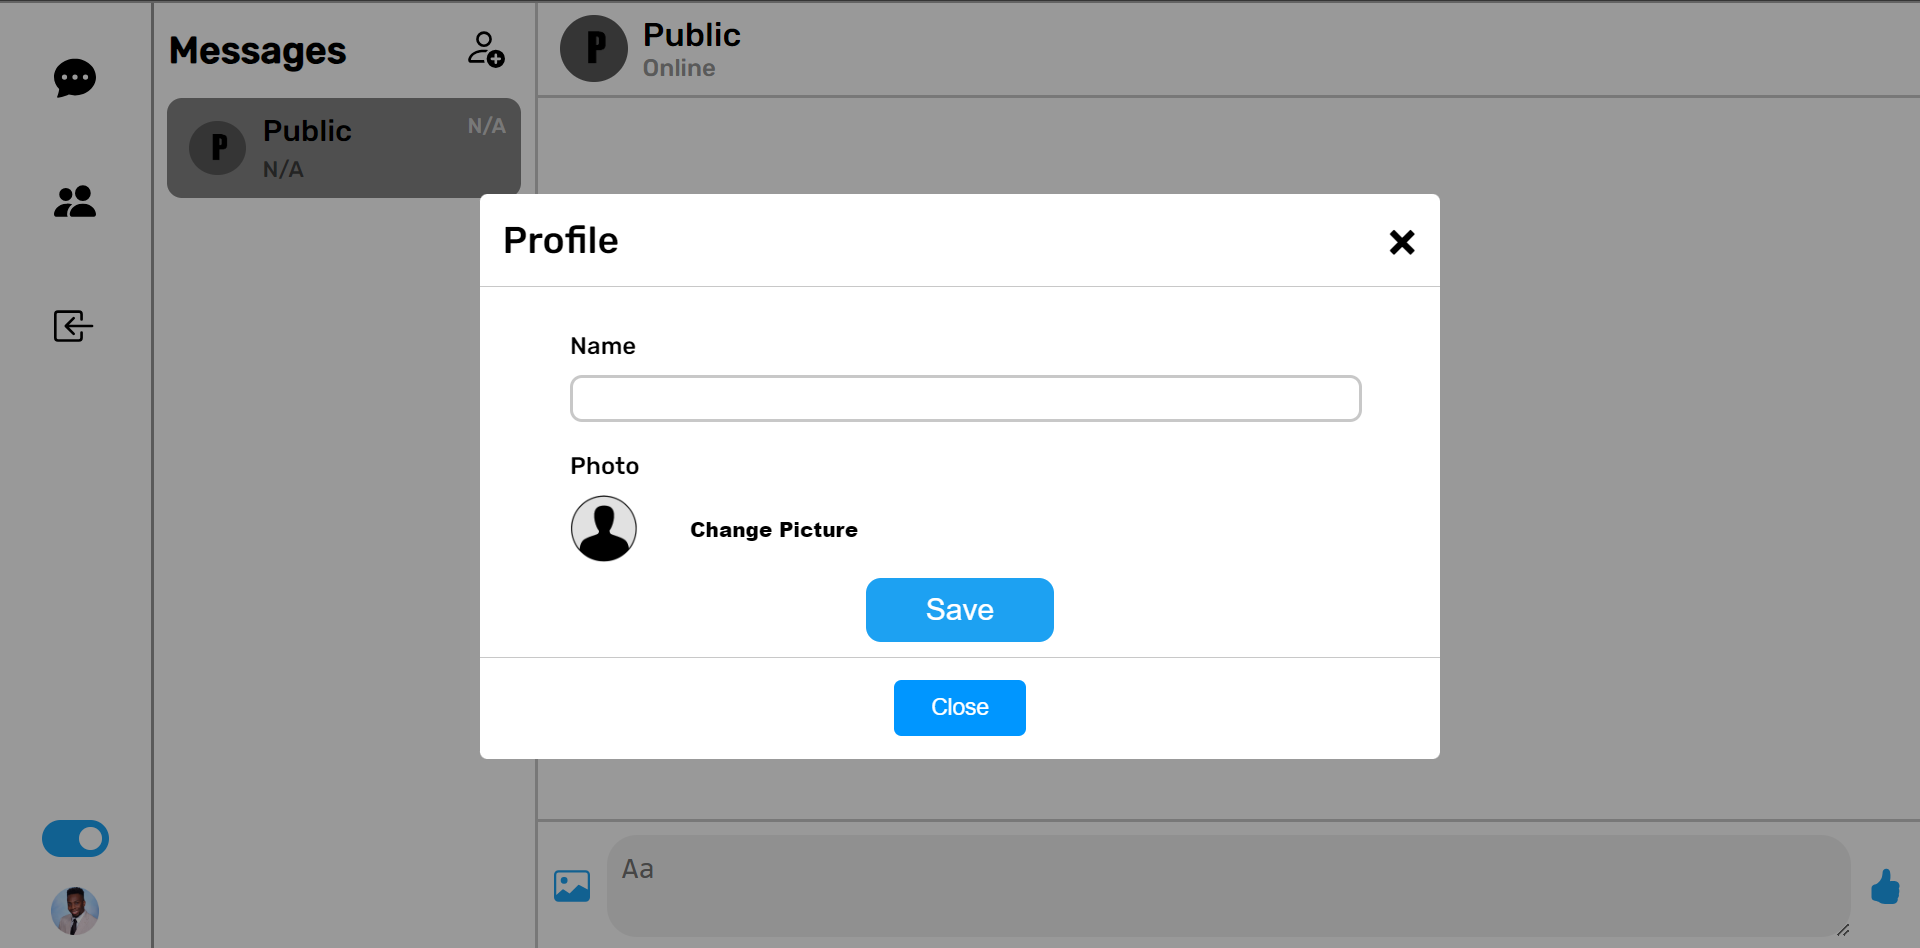 Messages
P
Public
N/A
N/A
P
Public
Online
Profile
Name
Photo
Change Picture
Save
Close
Aa